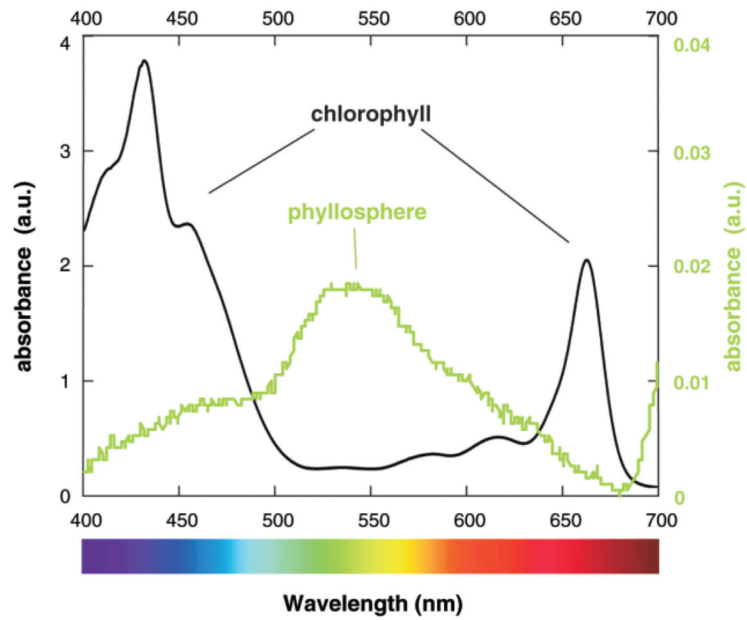 400 450 500 550 600 650 700
4 0.04
chlorophyll
3 0.03
phyllosphere
absorbance (a.u.)
absorbance (a.u.)
2 0.02
1 0.01
0 0
400 450 500 550 600 650 700
Wavelength (nm)